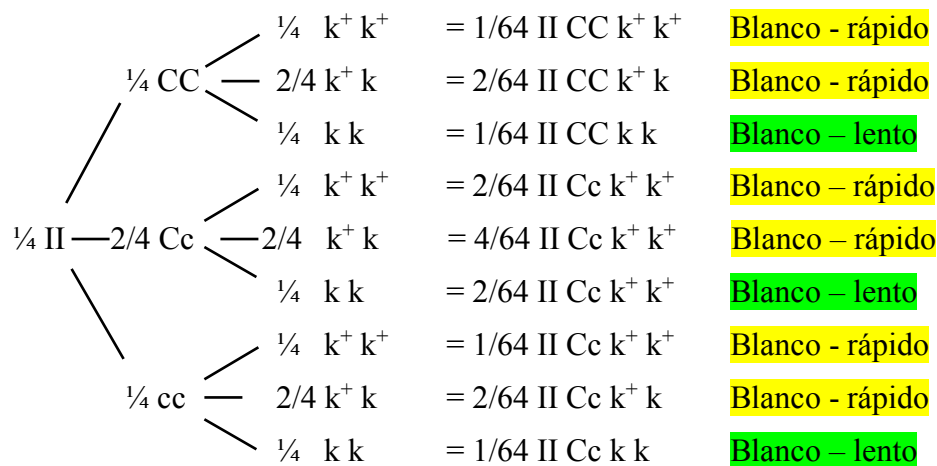 ¼ k⁺ k⁺ = 1/64 II CC k⁺ k⁺ Blanco - rápido
¼ CC 2/4 k⁺ k = 2/64 II CC k⁺ k Blanco - rápido
¼ k k = 1/64 II CC k k Blanco – lento
¼ k⁺ k⁺ = 2/64 II Cc k⁺ k⁺ Blanco – rápido
¼ II 2/4 Cc 2/4 k⁺ k = 4/64 II Cc k⁺ k⁺ Blanco – rápido
¼ k k = 2/64 II Cc k⁺ k⁺ Blanco – lento
¼ k⁺ k⁺ = 1/64 II Cc k⁺ k⁺ Blanco - rápido
¼ cc 2/4 k⁺ k = 2/64 II Cc k⁺ k Blanco - rápido
¼ k k = 1/64 II Cc k k Blanco – lento